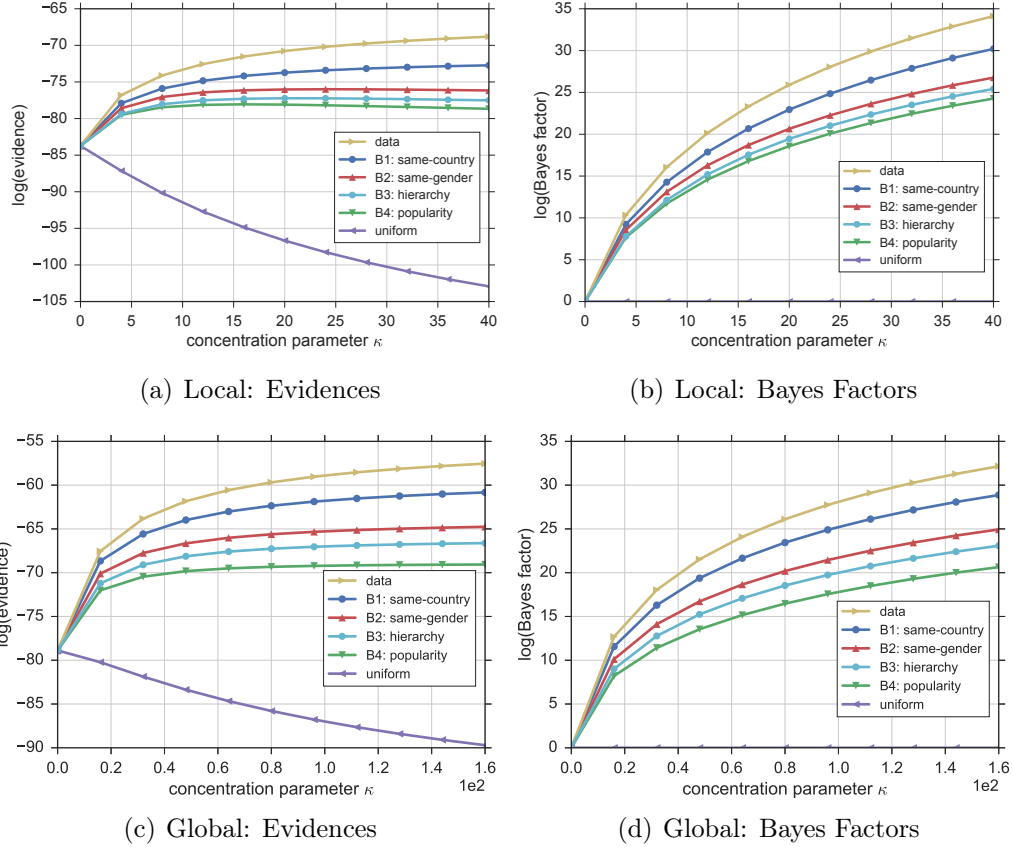 −65
−70
−75
−80
−85
−90
−95
−100
−105
log(evidence)
data
B1: same-country
B2: same-gender
B3: hierarchy
B4: popularity
uniform
0 5 10 15 20 25 30 35 40
concentration parameter κ
(a) Local: Evidences
35
30
25
20
15
10
5
0
log(Bayes factor)
data
B1: same-country
B2: same-gender
B3: hierarchy
B4: popularity
uniform
0 5 10 15 20 25 30 35 40
concentration parameter κ
(b) Local: Bayes Factors
−55
−60
−65
−70
−75
−80
−85
−90
log(evidence)
data
B1: same-country
B2: same-gender
B3: hierarchy
B4: popularity
uniform
0.0 0.2 0.4 0.6 0.8 1.0 1.2 1.4 1.6
1e2
concentration parameter κ
(c) Global: Evidences
35
30
25
20
15
10
5
0
log(Bayes factor)
data
B1: same-country
B2: same-gender
B3: hierarchy
B4: popularity
uniform
0.0 0.2 0.4 0.6 0.8 1.0 1.2 1.4 1.6
1e2
concentration parameter κ
(d) Global: Bayes Factors